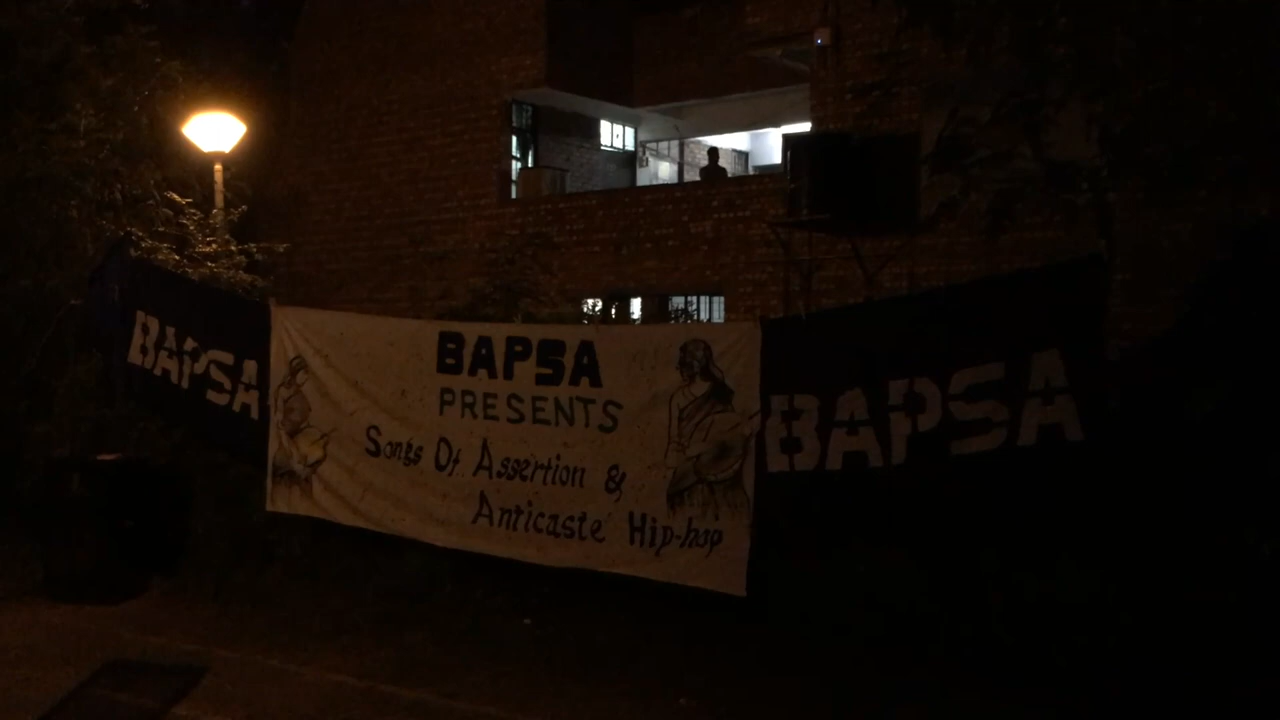 BAPSA
BAPSA
PRESENTS
Songs Of Assertion &
Anticaste Hip-hop
BAPSA